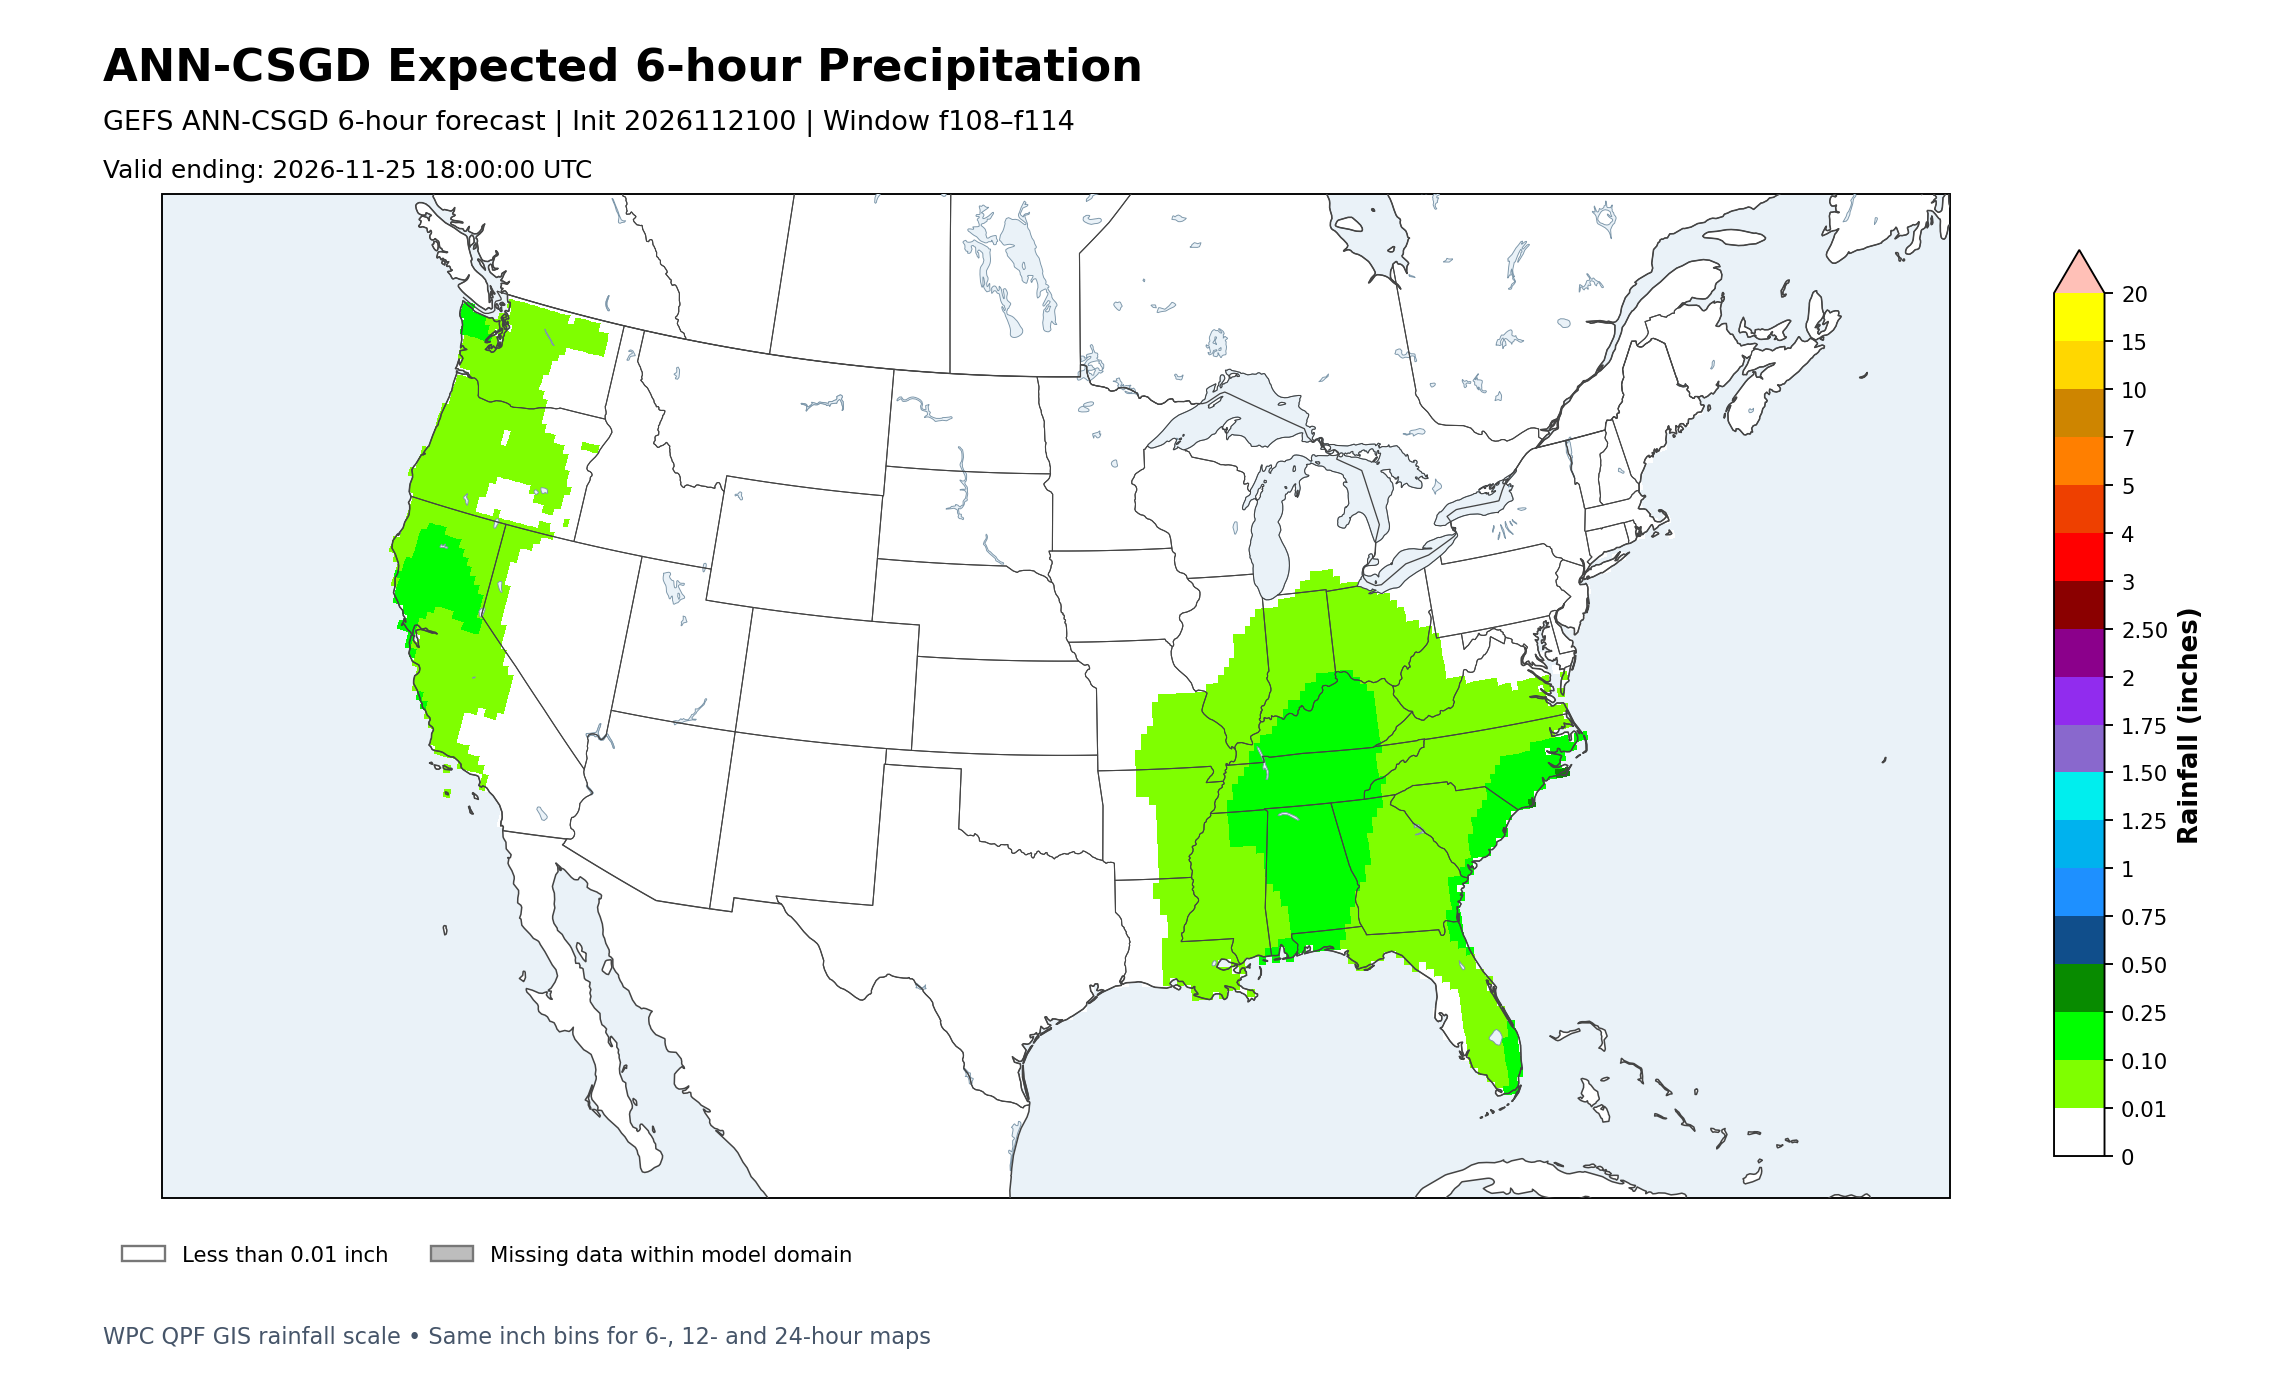 ANN-CSGD Expected 6-hour Precipitation
GEFS ANN-CSGD 6-hour forecast | Init 2026112100 | Window f108–f114
Valid ending: 2026-11-25 18:00:00 UTC
20
15
10
7
5
4
3
2.50
2
1.75
1.50
1.25
1
0.75
0.50
0.25
0.10
0.01
0
Rainfall (inches)
Less than 0.01 inch
Missing data within model domain
WPC QPF GIS rainfall scale • Same inch bins for 6-, 12- and 24-hour maps